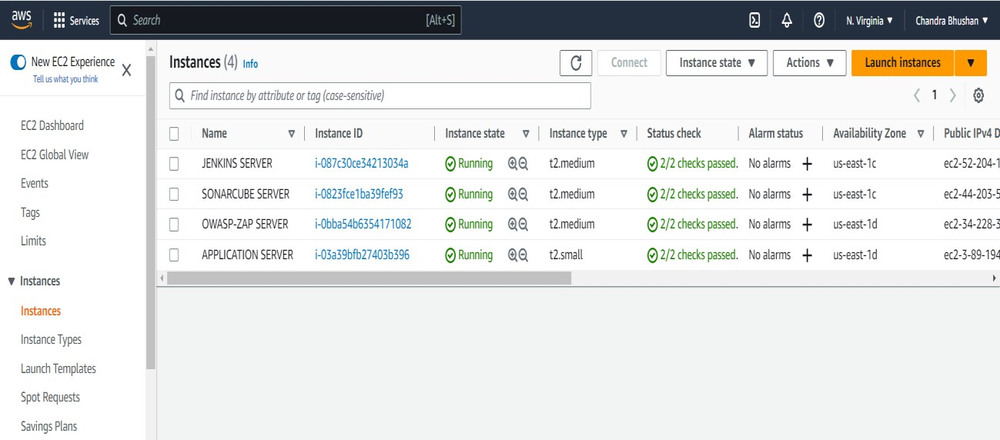 aws Services Search [Alt+S] N. Virginia Chandra Bhushan
New EC2 Experience
Tell us what you think
EC2 Dashboard
EC2 Global View
Events
Tags
Limits
Instances
Instances
Instance Types
Launch Templates
Spot Requests
Savings Plans
Instances (4) Info Connect Instance state Actions Launch instances
Find instance by attribute or tag (case-sensitive) 1
Name Instance ID Instance state Instance type Status check Alarm status Availability Zone Public IPv4 D
JENKINS SERVER i-087c30ce34213034a Running t2.medium 2/2 checks passed. No alarms + us-east-1c ec2-52-204-1
SONARCUBE SERVER i-0823fce1ba39fef93 Running t2.medium 2/2 checks passed. No alarms + us-east-1c ec2-44-203-5
OWASP-ZAP SERVER i-0bba54b6354171082 Running t2.medium 2/2 checks passed. No alarms + us-east-1d ec2-34-228-3
APPLICATION SERVER i-03a39bfb27403b396 Running t2.small 2/2 checks passed. No alarms + us-east-1d ec2-3-89-194